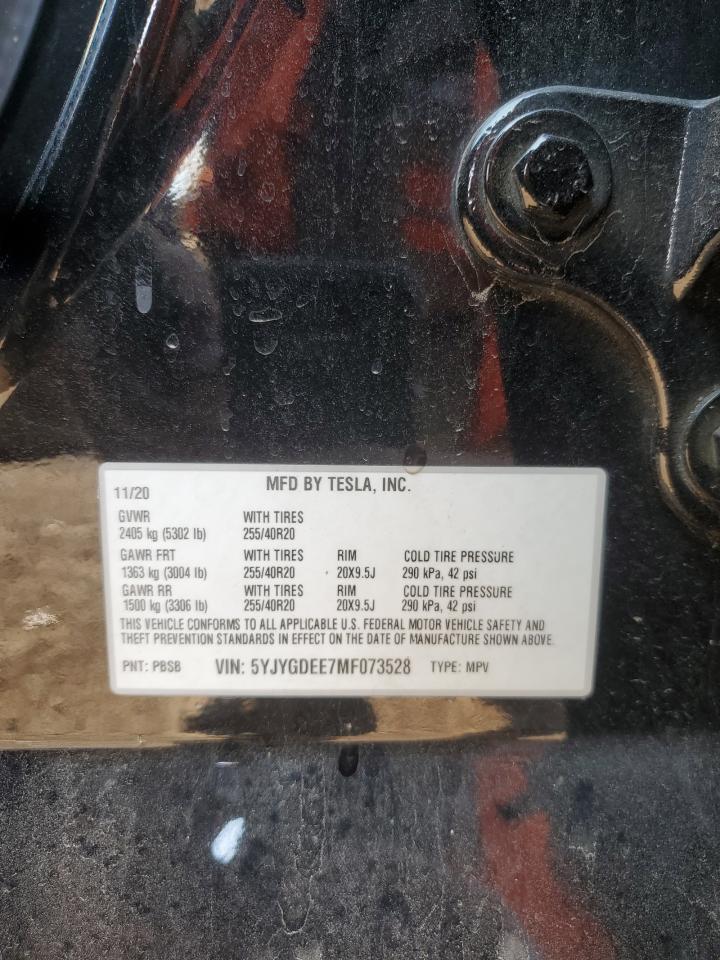 MFD BY TESLA, INC.
11/20
GVWR WITH TIRES
2405 kg (5302 lb) 255/40R20
GAWR FRT WITH TIRES RIM COLD TIRE PRESSURE
1363 kg (3004 lb) 255/40R20 20X9.5J 290 kPa, 42 psi
GAWR RR WITH TIRES RIM COLD TIRE PRESSURE
1500 kg (3306 lb) 255/40R20 20X9.5J 290 kPa, 42 psi
THIS VEHICLE CONFORMS TO ALL APPLICABLE U.S. FEDERAL MOTOR VEHICLE SAFETY AND
THEFT PREVENTION STANDARDS IN EFFECT ON THE DATE OF MANUFACTURE SHOWN ABOVE.
PNT: PBSB VIN: 5YJYGDEE7MF073528 TYPE: MPV